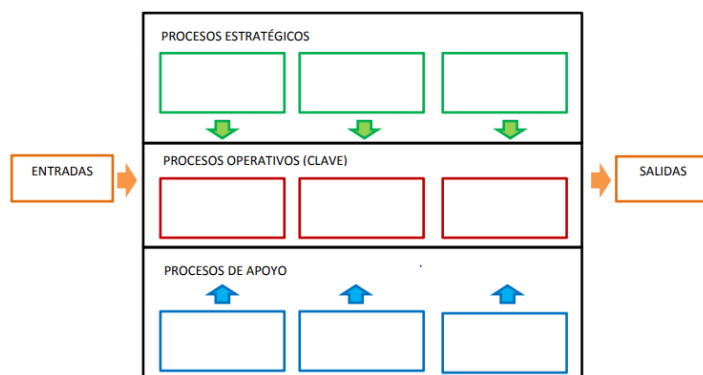 PROCESOS ESTRATÉGICOS
PROCESOS OPERATIVOS (CLAVE)
ENTRADAS
SALIDAS
PROCESOS DE APOYO